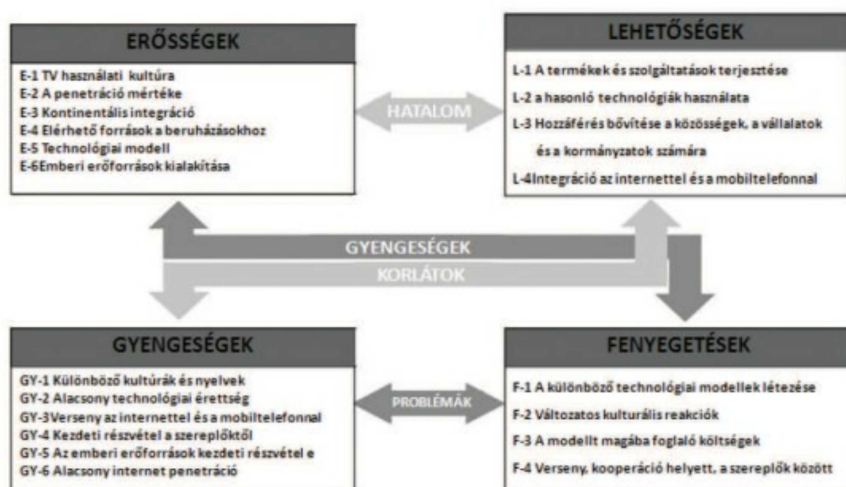 ERŐSSÉGEK
E-1 TV használati kultúra
E-2 A penetráció mértéke
E-3 Kontinentális integráció
E-4 Elérhető források a beruházásokhoz
E-5 Technológiai modell
E-6Emberi erőforrások kialakítása
HATALOM
LEHETŐSÉGEK
L-1 A termékek és szolgáltatások terjesztése
L-2 a hasonló technológiák használata
L-3 Hozzáférés bővítése a közösségek, a vállalatok
és a kormányzatok számára
L-4Integráció az internettel és a mobiltelefonnal
GYENGESÉGEK
KORLÁTOK
GYENGESÉGEK
GY-1 Különböző kultúrák és nyelvek
GY-2 Alacsony technológiai érettség
GY-3Verseny az internettel és a mobiltelefonnal
GY-4 Kezdeti részvétel a szereplőktől
GY-5 Az emberi erőforrások kezdeti részvétel e
GY-6 Alacsony internet penetráció
PROBLÉMÁK
FENYEGETÉSEK
F-1 A különböző technológiai modellek létezése
F-2 Változatos kulturális reakciók
F-3 A modellt magába foglaló költségek
F-4 Verseny, kooperáció helyett, a szereplők között